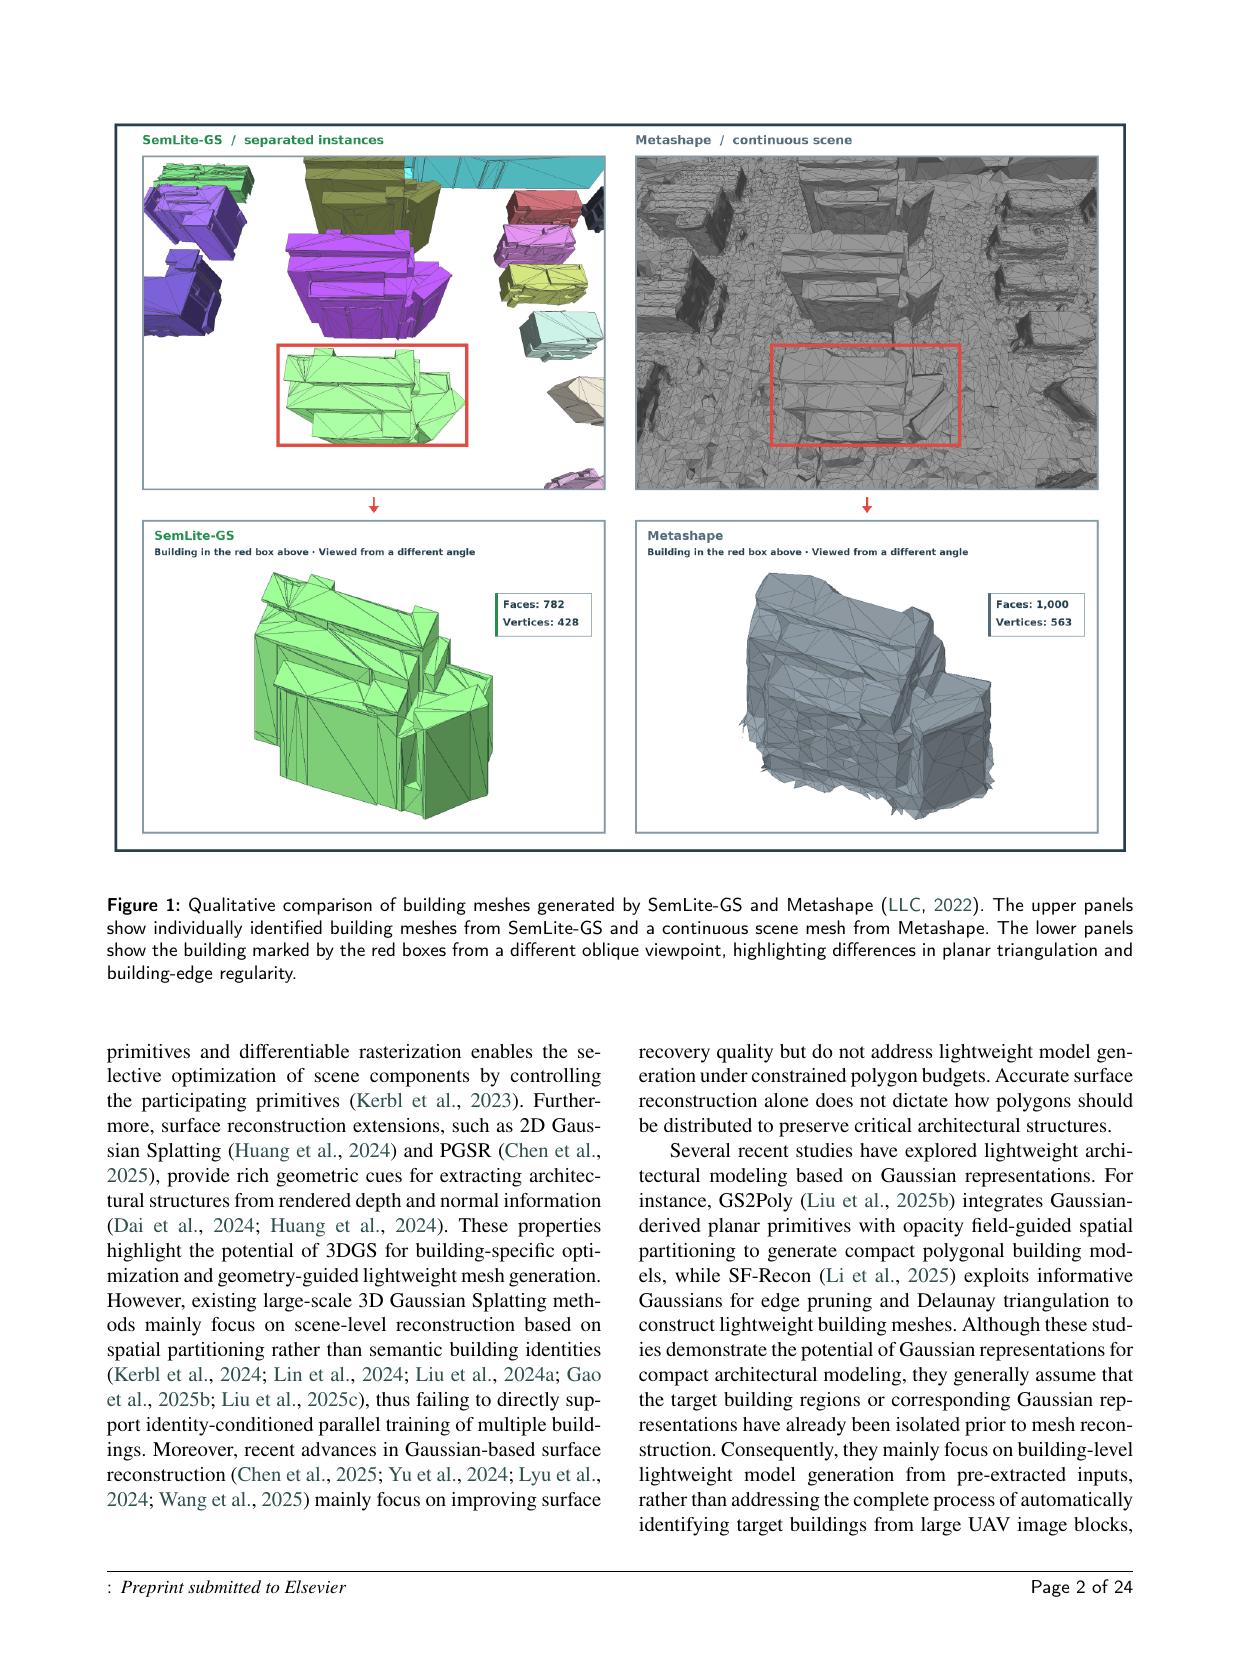 SemLite-GS / separated instances
Metashape / continuous scene
SemLite-GS
Building in the red box above · Viewed from a different angle
Faces: 782
Vertices: 428
Metashape
Building in the red box above · Viewed from a different angle
Faces: 1,000
Vertices: 563
Figure 1: Qualitative comparison of building meshes generated by SemLite-GS and Metashape (LLC, 2022). The upper panels
show individually identified building meshes from SemLite-GS and a continuous scene mesh from Metashape. The lower panels
show the building marked by the red boxes from a different oblique viewpoint, highlighting differences in planar triangulation and
building-edge regularity.
primitives and differentiable rasterization enables the se-
lective optimization of scene components by controlling
the participating primitives (Kerbl et al., 2023). Further-
more, surface reconstruction extensions, such as 2D Gaus-
sian Splatting (Huang et al., 2024) and PGSR (Chen et al.,
2025), provide rich geometric cues for extracting architec-
tural structures from rendered depth and normal information
(Dai et al., 2024; Huang et al., 2024). These properties
highlight the potential of 3DGS for building-specific opti-
mization and geometry-guided lightweight mesh generation.
However, existing large-scale 3D Gaussian Splatting meth-
ods mainly focus on scene-level reconstruction based on
spatial partitioning rather than semantic building identities
(Kerbl et al., 2024; Lin et al., 2024; Liu et al., 2024a; Gao
et al., 2025b; Liu et al., 2025c), thus failing to directly sup-
port identity-conditioned parallel training of multiple build-
ings. Moreover, recent advances in Gaussian-based surface
reconstruction (Chen et al., 2025; Yu et al., 2024; Lyu et al.,
2024; Wang et al., 2025) mainly focus on improving surface
recovery quality but do not address lightweight model gen-
eration under constrained polygon budgets. Accurate surface
reconstruction alone does not dictate how polygons should
be distributed to preserve critical architectural structures.
Several recent studies have explored lightweight archi-
tectural modeling based on Gaussian representations. For
instance, GS2Poly (Liu et al., 2025b) integrates Gaussian-
derived planar primitives with opacity field-guided spatial
partitioning to generate compact polygonal building mod-
els, while SF-Recon (Li et al., 2025) exploits informative
Gaussians for edge pruning and Delaunay triangulation to
construct lightweight building meshes. Although these stud-
ies demonstrate the potential of Gaussian representations for
compact architectural modeling, they generally assume that
the target building regions or corresponding Gaussian rep-
resentations have already been isolated prior to mesh recon-
struction. Consequently, they mainly focus on building-level
lightweight model generation from pre-extracted inputs,
rather than addressing the complete process of automatically
identifying target buildings from large UAV image blocks,
: Preprint submitted to Elsevier
Page 2 of 24